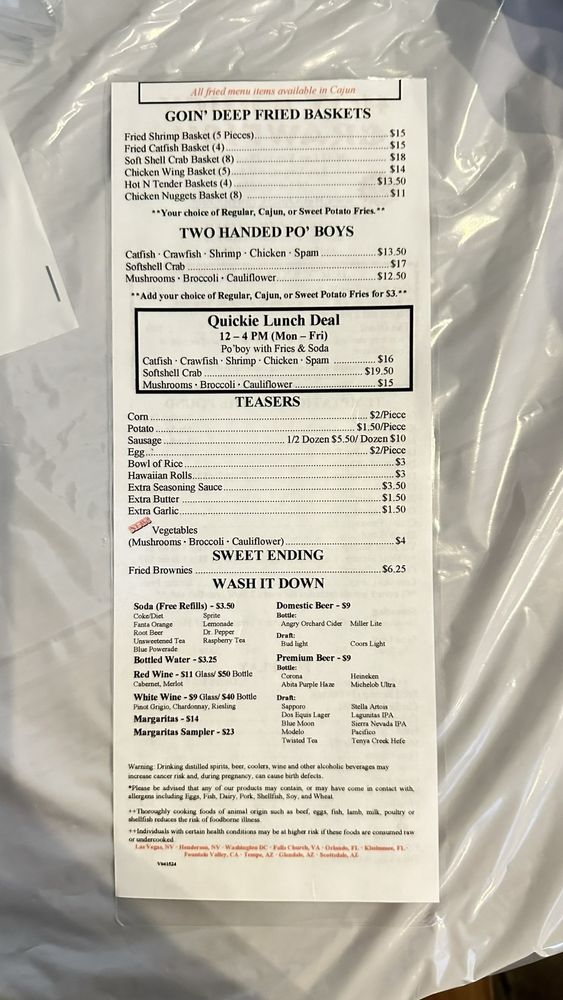 All fried menu items available in Cajun
GOIN' DEEP FRIED BASKETS
Fried Shrimp Basket (5 Pieces) $15
Fried Catfish Basket (4) $15
Soft Shell Crab Basket (8) $18
Chicken Wing Basket (5) $14
Hot N Tender Baskets (4) $13.50
Chicken Nuggets Basket (8) $11
**Your choice of Regular, Cajun, or Sweet Potato Fries.**
TWO HANDED PO' BOYS
Catfish · Crawfish · Shrimp · Chicken · Spam $13.50
Softshell Crab $17
Mushrooms · Broccoli · Cauliflower $12.50
**Add your choice of Regular, Cajun, or Sweet Potato Fries for $3.**
Quickie Lunch Deal
12 – 4 PM (Mon – Fri)
Po'boy with Fries & Soda
Catfish · Crawfish · Shrimp · Chicken · Spam $16
Softshell Crab $19.50
Mushrooms · Broccoli · Cauliflower $15
TEASERS
Corn $2/Piece
Potato $1.50/Piece
Sausage 1/2 Dozen $5.50/ Dozen $10
Egg $2/Piece
Bowl of Rice $3
Hawaiian Rolls $3
Extra Seasoning Sauce $3.50
Extra Butter $1.50
Extra Garlic $1.50
NEW!
Vegetables
(Mushrooms · Broccoli · Cauliflower) $4
SWEET ENDING
Fried Brownies $6.25
WASH IT DOWN
Soda (Free Refills) - $3.50
Coke/Diet Sprite
Fanta Orange Lemonade
Root Beer Dr. Pepper
Unsweetened Tea Raspberry Tea
Blue Powerade
Bottled Water - $3.25
Red Wine - $11 Glass/ $50 Bottle
Cabernet, Merlot
White Wine - $9 Glass/ $40 Bottle
Pinot Grigio, Chardonnay, Riesling
Margaritas - $14
Margaritas Sampler - $23
Domestic Beer - $9
Bottle:
Angry Orchard Cider Miller Lite
Draft:
Bud light Coors Light
Premium Beer - $9
Bottle:
Corona Heineken
Abita Purple Haze Michelob Ultra
Draft:
Sapporo Stella Artois
Dos Equis Lager Lagunitas IPA
Blue Moon Sierra Nevada IPA
Modelo Pacifico
Twisted Tea Tenya Creek Hefe
Warning: Drinking distilled spirits, beer, coolers, wine and other alcoholic beverages may
increase cancer risk and, during pregnancy, can cause birth defects.
*Please be advised that any of our products may contain, or may have come in contact with,
allergens including Eggs, Fish, Dairy, Pork, Shellfish, Soy, and Wheat.
++Thoroughly cooking foods of animal origin such as beef, eggs, fish, lamb, milk, poultry or
shellfish reduces the risk of foodborne illness.
++Individuals with certain health conditions may be at higher risk if these foods are consumed raw
or undercooked.
Las Vegas, NV · Henderson, NV · Washington DC · Falls Church, VA · Orlando, FL · Kissimmee, FL ·
Fountain Valley, CA · Tempe, AZ · Glendale, AZ · Scottsdale, AZ
V061524